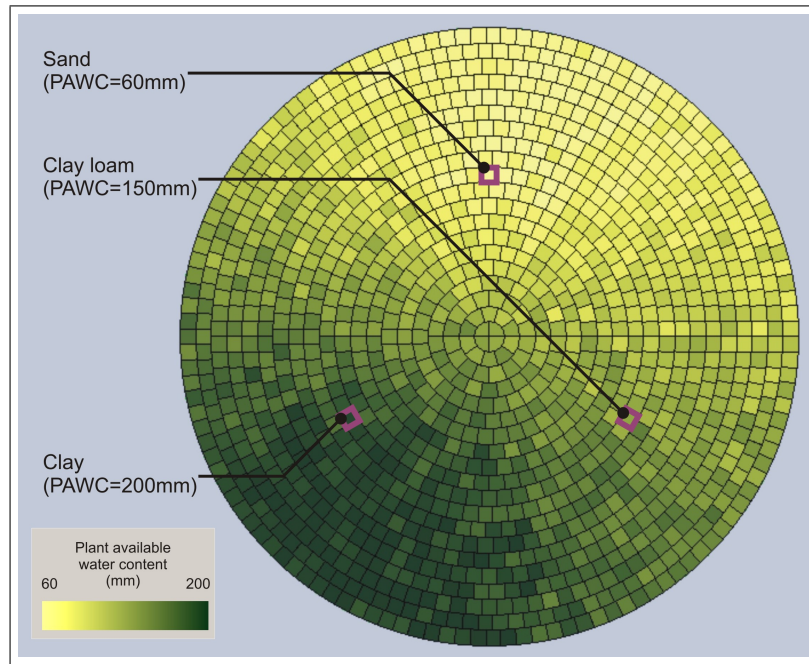 Sand
(PAWC=60mm)
Clay loam
(PAWC=150mm)
Clay
(PAWC=200mm)
Plant available
water content
(mm)
60
200